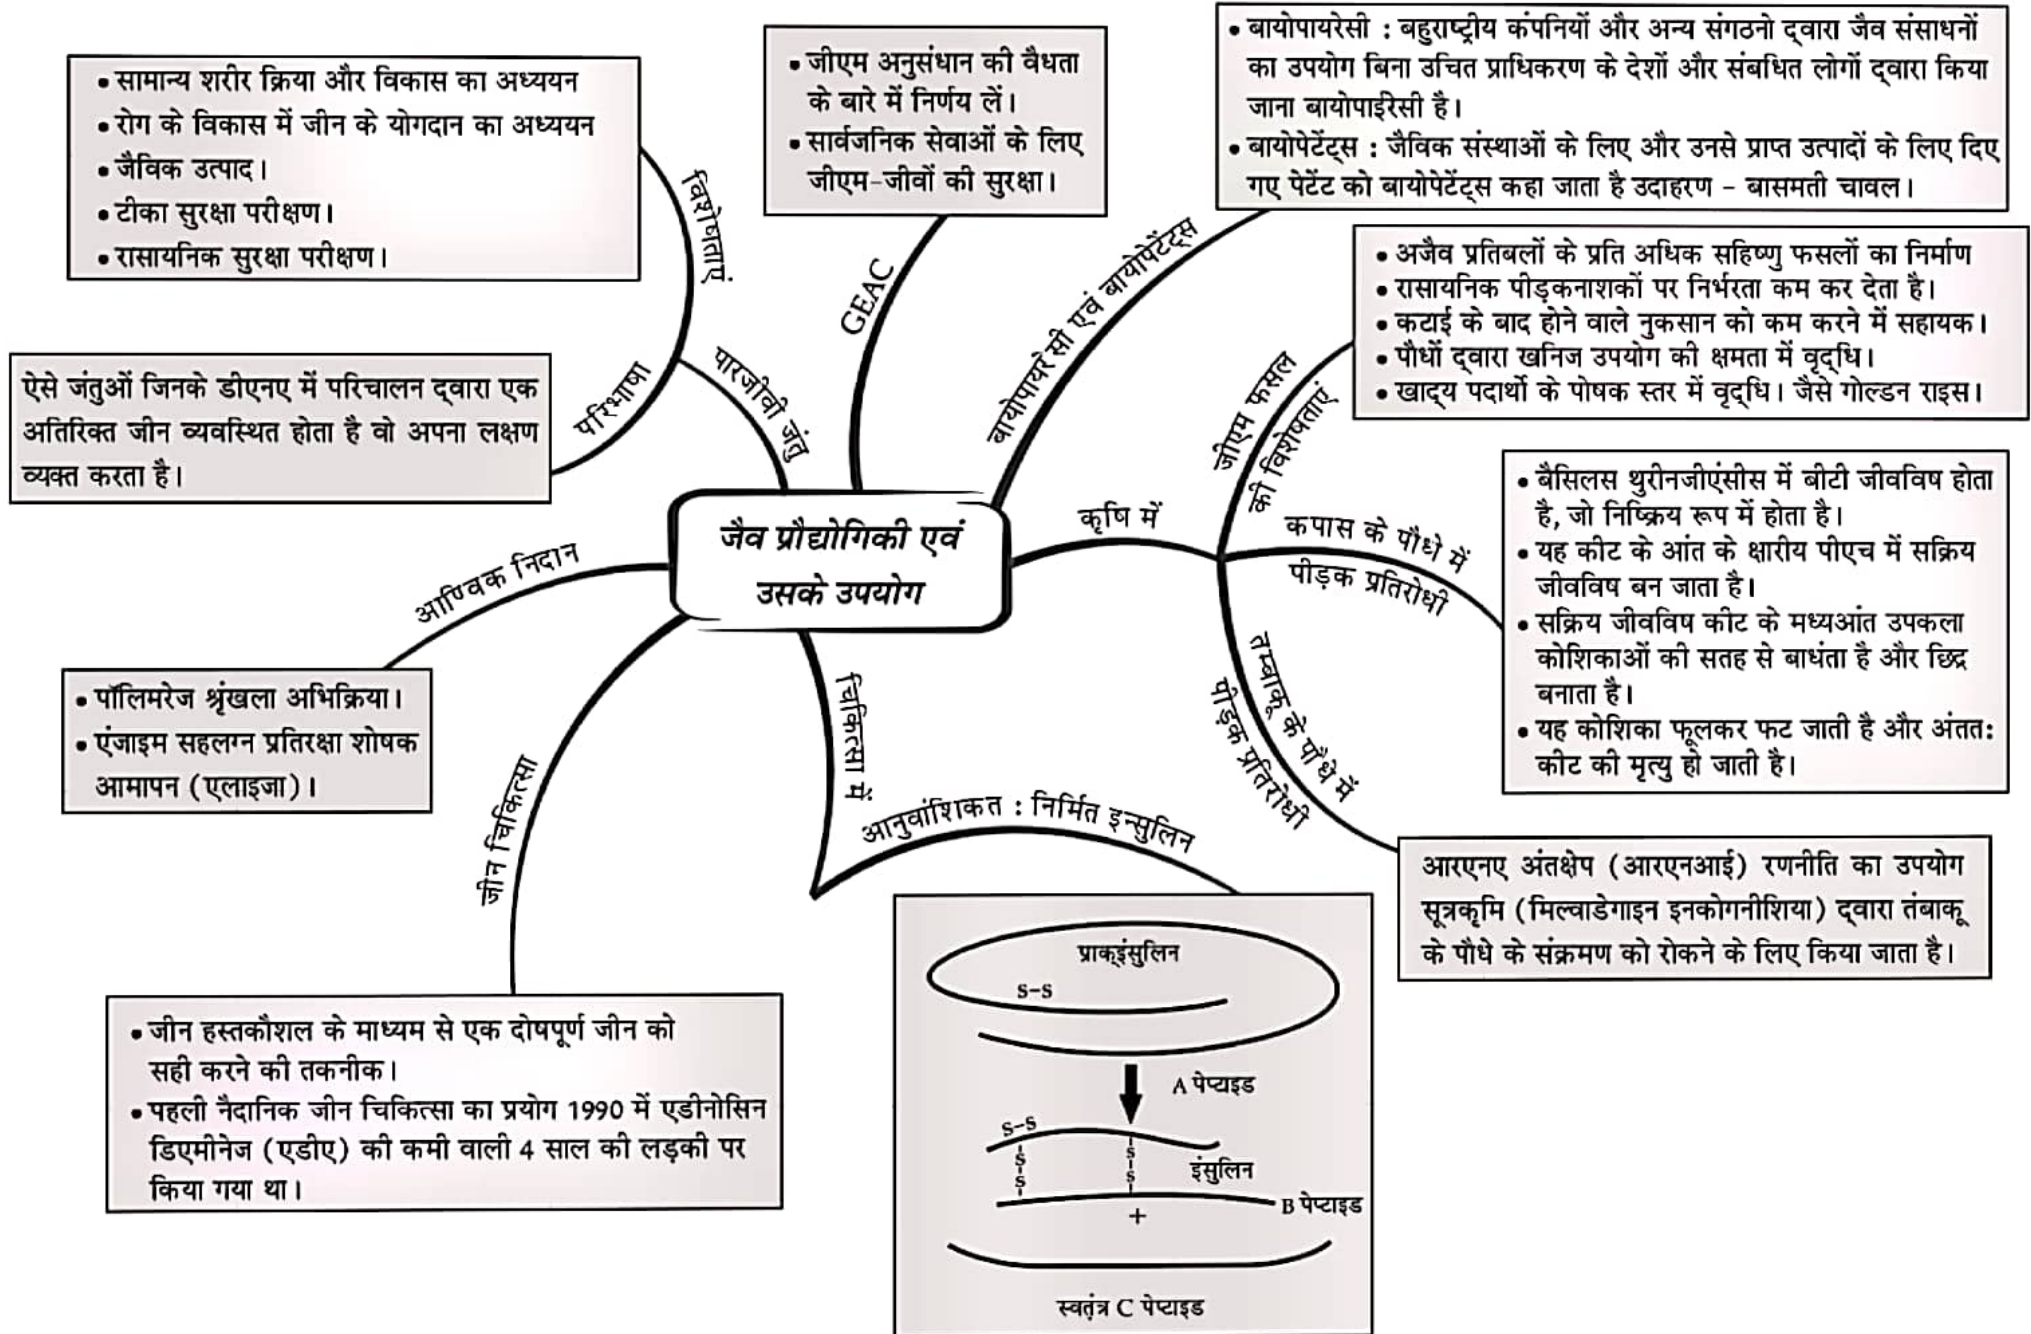 जैव प्रौद्योगिकी एवं
उसके उपयोग
पारजीवी जंतु
विशेषताएं
• सामान्य शरीर क्रिया और विकास का अध्ययन
• रोग के विकास में जीन के योगदान का अध्ययन
• जैविक उत्पाद।
• टीका सुरक्षा परीक्षण।
• रासायनिक सुरक्षा परीक्षण।
परिभाषा
ऐसे जंतुओं जिनके डीएनए में परिचालन द्वारा एक
अतिरिक्त जीन व्यवस्थित होता है वो अपना लक्षण
व्यक्त करता है।
GEAC
• जीएम अनुसंधान की वैधता
के बारे में निर्णय लें।
• सार्वजनिक सेवाओं के लिए
जीएम-जीवों की सुरक्षा।
बायोपायरेसी एवं बायोपेटेंट्स
• बायोपायरेसी : बहुराष्ट्रीय कंपनियों और अन्य संगठनो द्वारा जैव संसाधनों
का उपयोग बिना उचित प्राधिकरण के देशों और संबधित लोगों द्वारा किया
जाना बायोपाईरेसी है।
• बायोपेटेंट्स : जैविक संस्थाओं के लिए और उनसे प्राप्त उत्पादों के लिए दिए
गए पेटेंट को बायोपेटेंट्स कहा जाता है उदाहरण - बासमती चावल।
कृषि में
जीएम फसल
की विशेषताएं
• अजैव प्रतिबलों के प्रति अधिक सहिष्णु फसलों का निर्माण
• रासायनिक पीड़कनाशकों पर निर्भरता कम कर देता है।
• कटाई के बाद होने वाले नुकसान को कम करने में सहायक।
• पौधों द्वारा खनिज उपयोग की क्षमता में वृद्धि।
• खाद्य पदार्थो के पोषक स्तर में वृद्धि। जैसे गोल्डन राइस।
कपास के पौधे में
पीड़क प्रतिरोधी
• बैसिलस थुरीनजीएंसीस में बीटी जीवविष होता
है, जो निष्क्रिय रूप में होता है।
• यह कीट के आंत के क्षारीय पीएच में सक्रिय
जीवविष बन जाता है।
• सक्रिय जीवविष कीट के मध्यआंत उपकला
कोशिकाओं की सतह से बाधंता है और छिद्र
बनाता है।
• यह कोशिका फूलकर फट जाती है और अंतत:
कीट की मृत्यु हो जाती है।
तम्बाकू के पौधे में
पीड़क प्रतिरोधी
आरएनए अंतक्षेप (आरएनआई) रणनीति का उपयोग
सूत्रकृमि (मिल्वाडेगाइन इनकोगनीशिया) द्वारा तंबाकू
के पौधे के संक्रमण को रोकने के लिए किया जाता है।
आण्विक निदान
• पॉलिमरेज श्रृंखला अभिक्रिया।
• एंजाइम सहलग्न प्रतिरक्षा शोषक
आमापन (एलाइजा)।
जीन चिकित्सा
• जीन हस्तकौशल के माध्यम से एक दोषपूर्ण जीन को
सही करने की तकनीक।
• पहली नैदानिक जीन चिकित्सा का प्रयोग 1990 में एडीनोसिन
डिएमीनेज (एडीए) की कमी वाली 4 साल की लड़की पर
किया गया था।
चिकित्सा में
आनुवांशिकत : निर्मित इन्सुलिन
प्राक्इंसुलिन
S-S
A पेप्टाइड
S-S
S S
S S
इंसुलिन
B पेप्टाइड
+
स्वतंत्र C पेप्टाइड